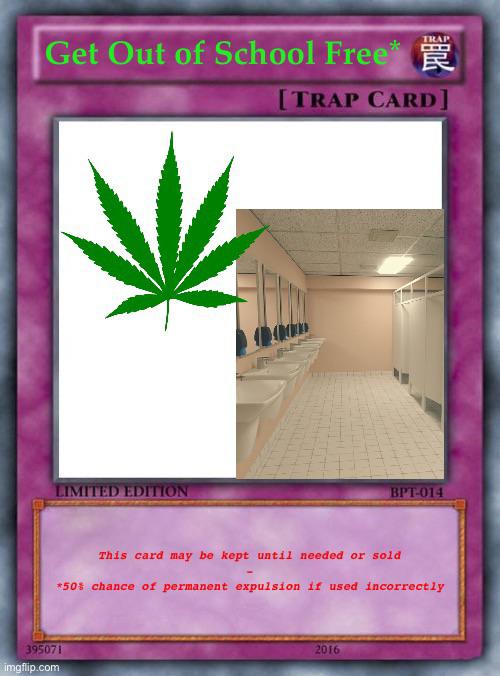 Get Out of School Free*
TRAP
罠
[TRAP CARD]
LIMITED EDITION
BPT-014
This card may be kept until needed or sold
-
*50% chance of permanent expulsion if used incorrectly
395071
2016
imgflip.com